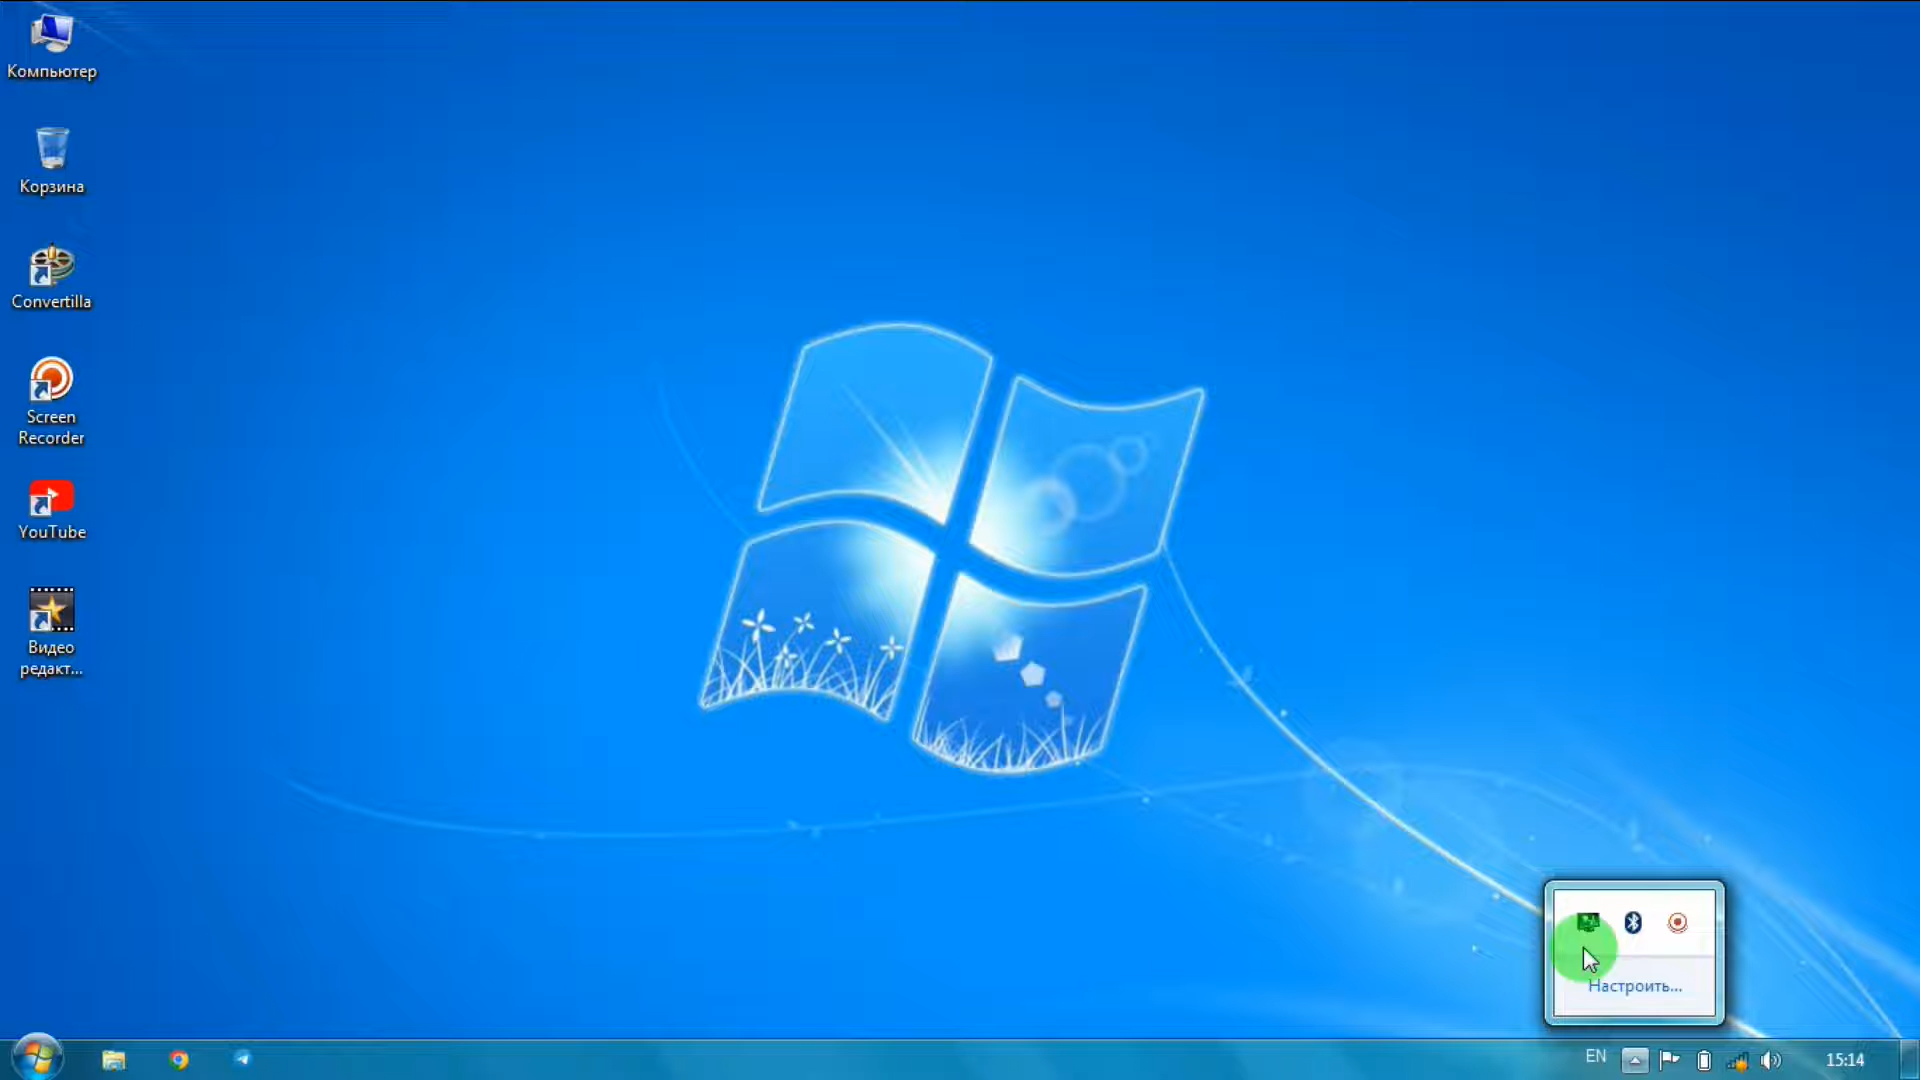 Компьютер
Корзина
Convertilla
Screen
Recorder
YouTube
Видео
редакт...
Настроить...
EN
15:14